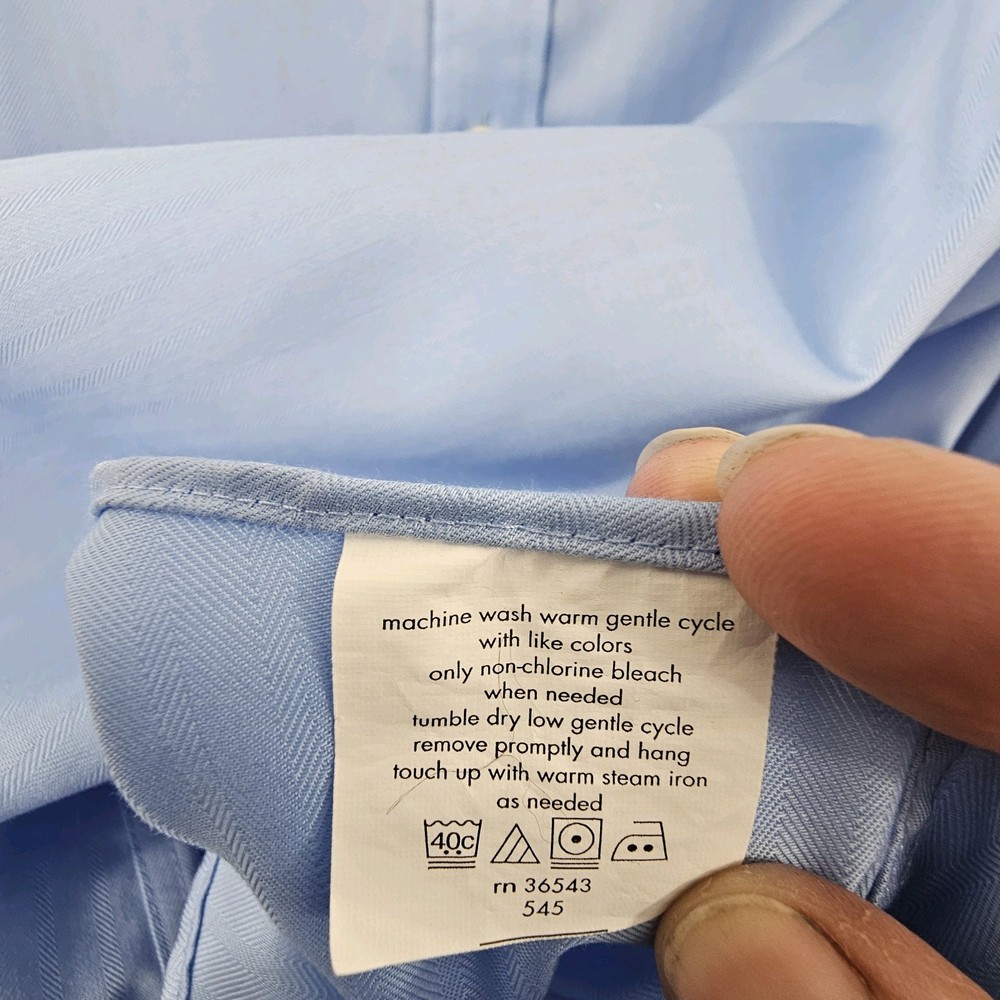 machine wash warm gentle cycle
with like colors
only non-chlorine bleach
when needed
tumble dry low gentle cycle
remove promptly and hang
touch up with warm steam iron
as needed
40c
rn 36543
545